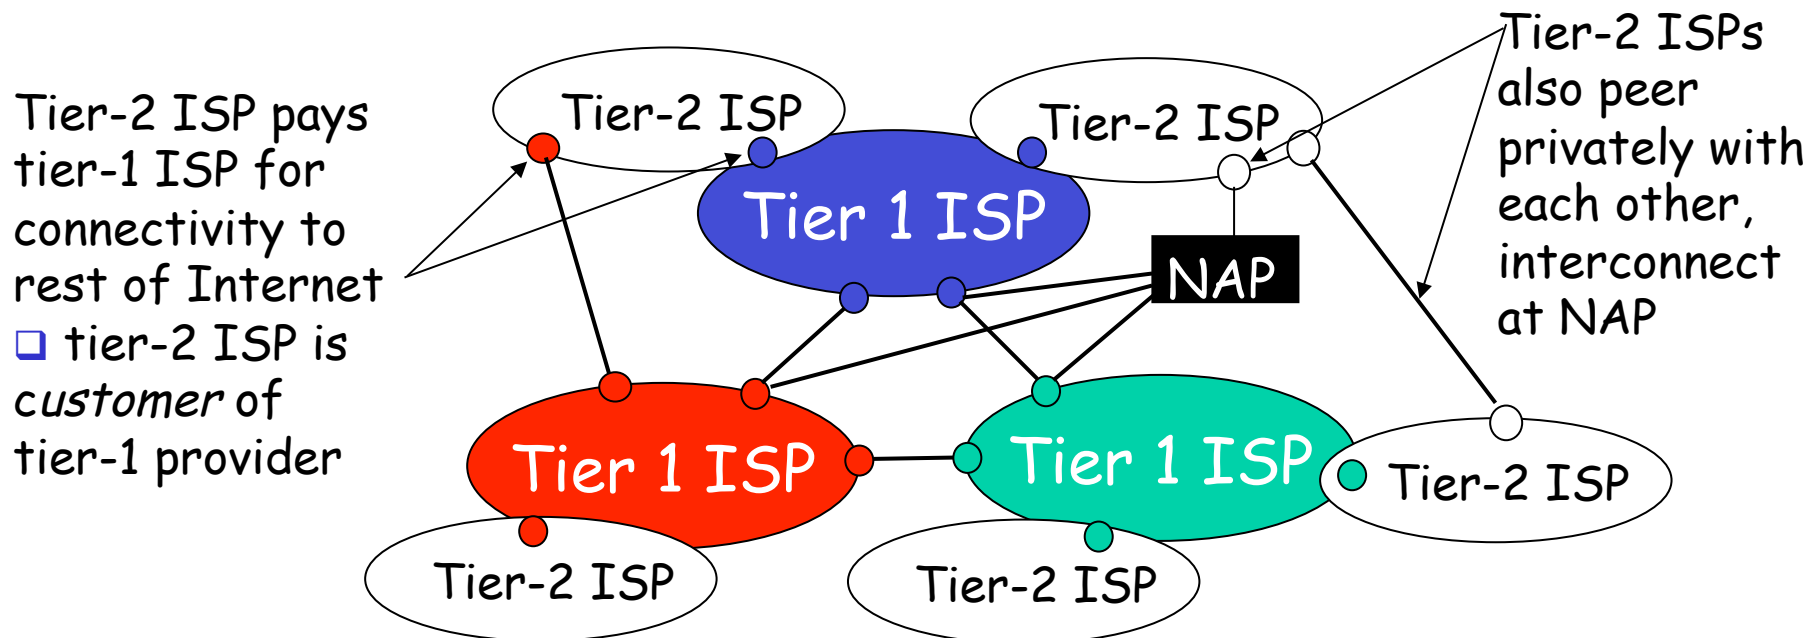 Tier-2 ISP pays
tier-1 ISP for
connectivity to
rest of Internet
❑ tier-2 ISP is
customer of
tier-1 provider
Tier-2 ISP
Tier-2 ISP
Tier 1 ISP
NAP
Tier 1 ISP
Tier 1 ISP
Tier-2 ISP
Tier-2 ISP
Tier-2 ISP
Tier-2 ISPs
also peer
privately with
each other,
interconnect
at NAP